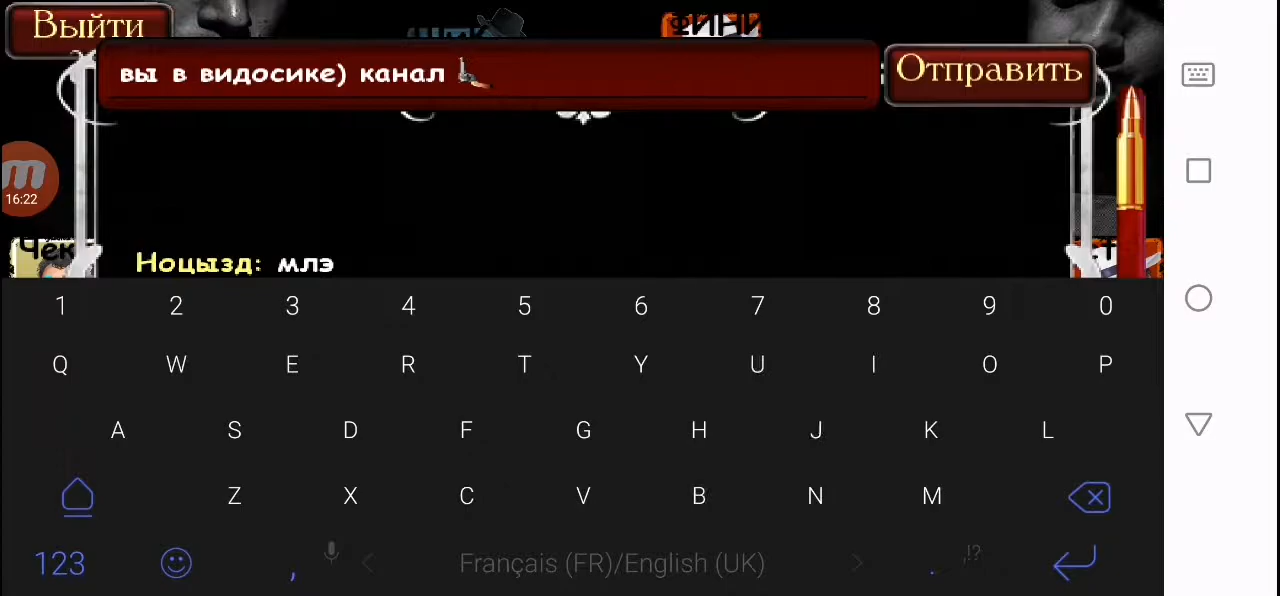 Выйти
вы в видосике) канал
Отправить
16:22
Чёк
Ноцызд: млэ
1 2 3 4 5 6 7 8 9 0
Q W E R T Y U I O P
A S D F G H J K L
Z X C V B N M
123 , Français (FR)/English (UK) . !?